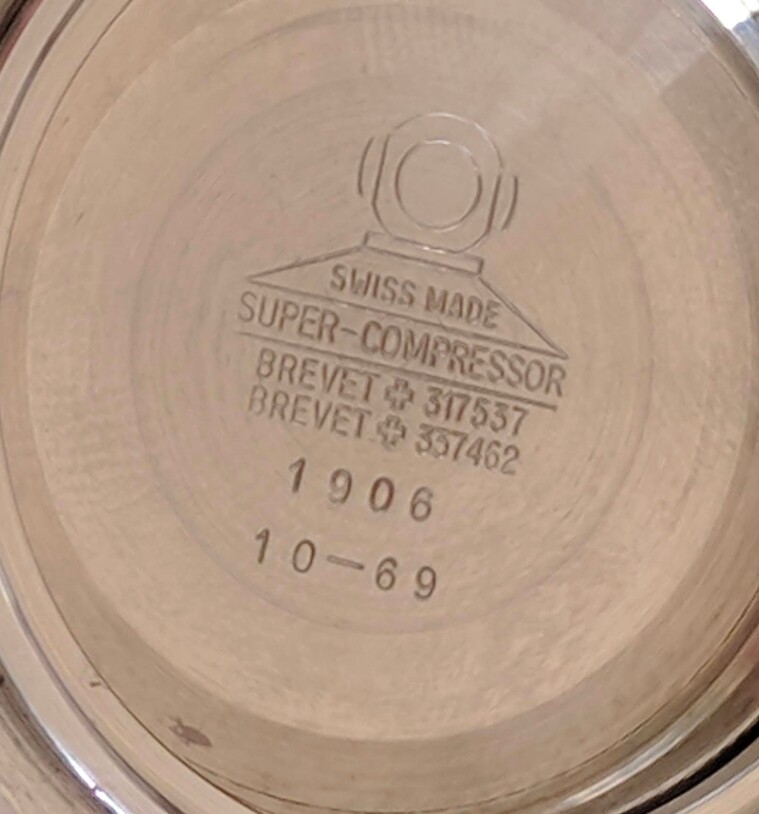 SWISS MADE
SUPER-COMPRESSOR
BREVET ✚ 317537
BREVET ✚ 337462
1906
10-69